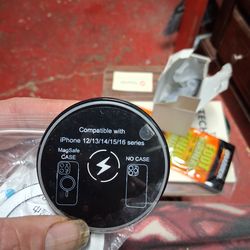 Compatible with
iPhone 12/13/14/15/16 series
MagSafe CASE
NO CASE